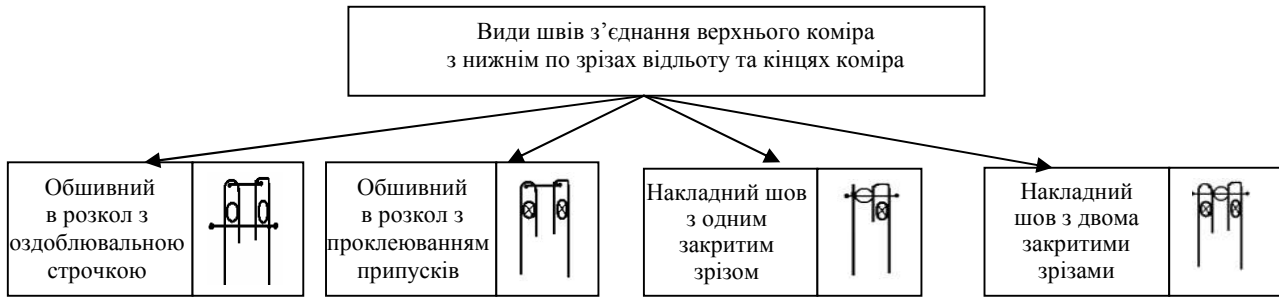 Види швів з’єднання верхнього коміра
з нижнім по зрізах відльоту та кінцях коміра
Обшивний
в розкол з
оздоблювальною
строчкою
Обшивний
в розкол з
проклеюванням
припусків
Накладний шов
з одним
закритим
зрізом
Накладний
шов з двома
закритими
зрізами